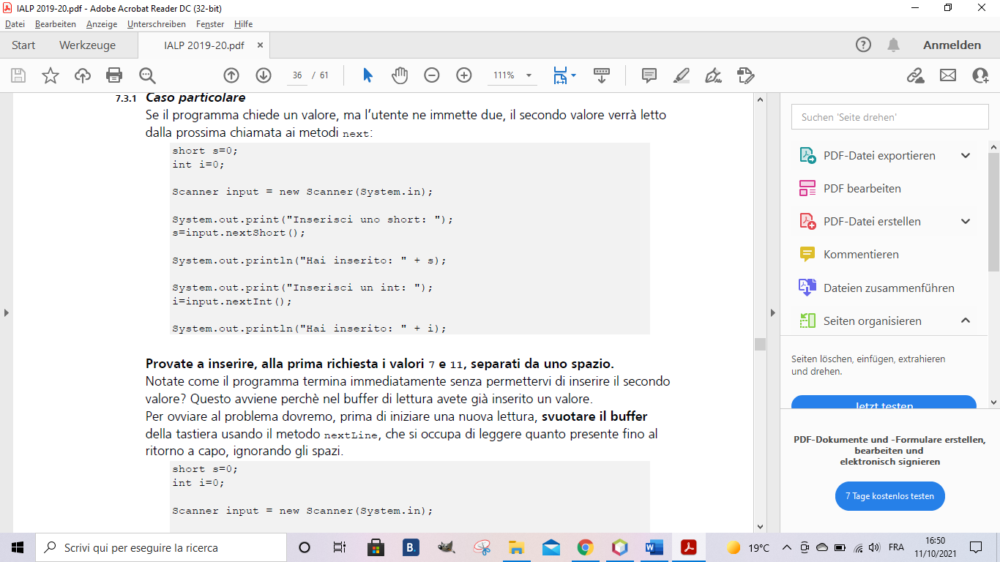 IALP 2019-20.pdf - Adobe Acrobat Reader DC (32-bit)
Datei Bearbeiten Anzeige Unterschreiben Fenster Hilfe
Start Werkzeuge IALP 2019-20.pdf × Anmelden
36 / 61 111%
7.3.1 Caso particolare
Se il programma chiede un valore, ma l'utente ne immette due, il secondo valore verrà letto
dalla prossima chiamata ai metodi next:
short s=0;
int i=0;
Scanner input = new Scanner(System.in);
System.out.print("Inserisci uno short: ");
s=input.nextShort();
System.out.println("Hai inserito: " + s);
System.out.print("Inserisci un int: ");
i=input.nextInt();
System.out.println("Hai inserito: " + i);
Provate a inserire, alla prima richiesta i valori 7 e 11, separati da uno spazio.
Notate come il programma termina immediatamente senza permettervi di inserire il secondo
valore? Questo avviene perchè nel buffer di lettura avete già inserito un valore.
Per ovviare al problema dovremo, prima di iniziare una nuova lettura, svuotare il buffer
della tastiera usando il metodo nextLine, che si occupa di leggere quanto presente fino al
ritorno a capo, ignorando gli spazi.
short s=0;
int i=0;
Scanner input = new Scanner(System.in);
Suchen 'Seite drehen'
PDF-Datei exportieren
PDF bearbeiten
PDF-Datei erstellen
Kommentieren
Dateien zusammenführen
Seiten organisieren
Seiten löschen, einfügen, extrahieren
und drehen.
Jetzt testen
PDF-Dokumente und -Formulare erstellen,
bearbeiten und
elektronisch signieren
7 Tage kostenlos testen
Scrivi qui per eseguire la ricerca
B.
19°C
FRA
16:50
11/10/2021